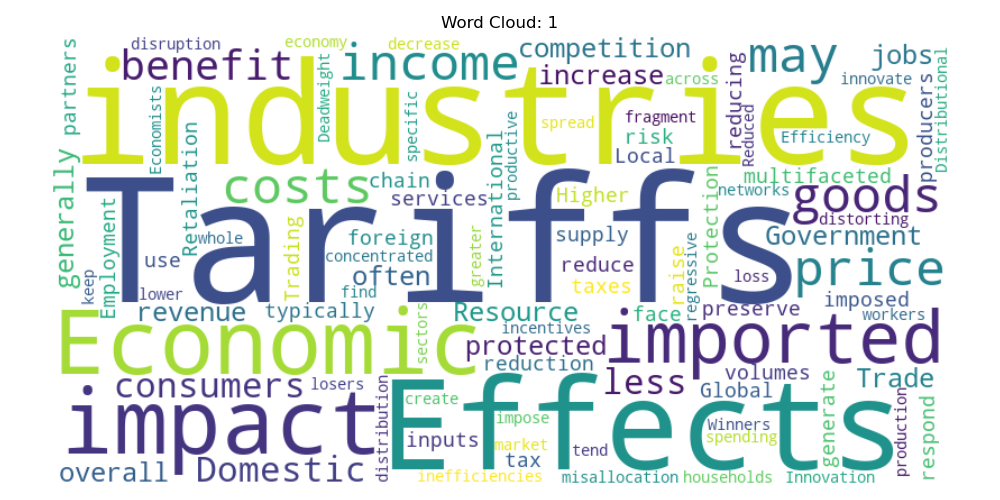 Word Cloud: 1
disruption
economy
decrease
competition
may
jobs
benefit
income
increase
across
innovate
partners
industries
Economists
Deadweight
specific
productive
spread
fragment
risk
Local
reducing
Reduced
Efficiency
producers
Distributional
generally
Retaliation
costs
chain
services
International
Higher
Protection
multifaceted
networks
goods
distorting
Employment
Tariffs
whole
Trading
foreign
concentrated
often
find
greater
supply
reduce
taxes
raise
regressive
loss
Government
price
use
keep
lower
revenue
typically
Resource
face
preserve
imposed
workers
Economic
sectors
incentives
protected
reduction
imported
consumers
losers
less
volumes
Global
Trade
impact
distribution
create
Effects
impose
inputs
market
tax
tend
Winners
spending
generate
production
respond
overall
Domestic
inefficiencies
misallocation
households
Innovation